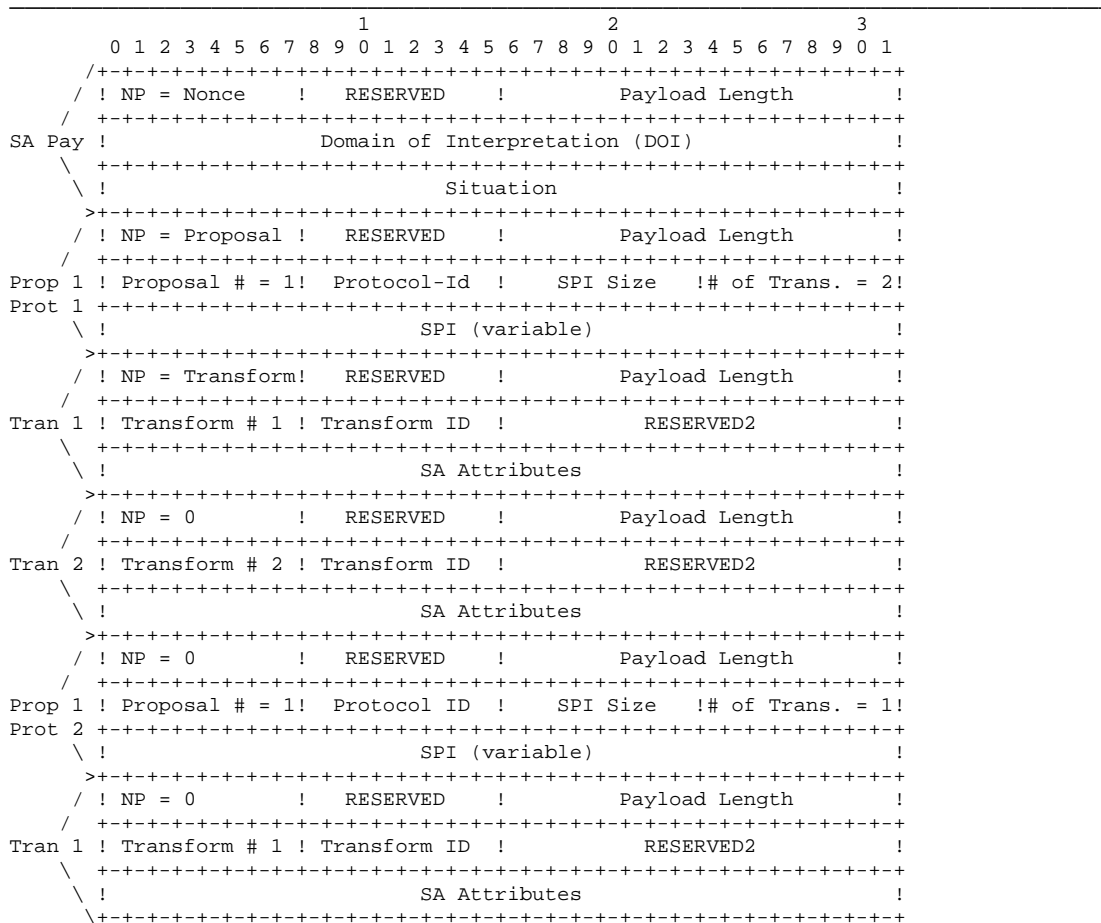 1                   2                   3
     0 1 2 3 4 5 6 7 8 9 0 1 2 3 4 5 6 7 8 9 0 1 2 3 4 5 6 7 8 9 0 1
       /+-+-+-+-+-+-+-+-+-+-+-+-+-+-+-+-+-+-+-+-+-+-+-+-+-+-+-+-+-+-+-+-+
      / ! NP = Nonce    !   RESERVED    !         Payload Length        !
     /  +-+-+-+-+-+-+-+-+-+-+-+-+-+-+-+-+-+-+-+-+-+-+-+-+-+-+-+-+-+-+-+-+
SA Pay !                 Domain of Interpretation (DOI)                !
    \   +-+-+-+-+-+-+-+-+-+-+-+-+-+-+-+-+-+-+-+-+-+-+-+-+-+-+-+-+-+-+-+-+
     \ !                           Situation                           !
      >+-+-+-+-+-+-+-+-+-+-+-+-+-+-+-+-+-+-+-+-+-+-+-+-+-+-+-+-+-+-+-+-+
     / ! NP = Proposal !   RESERVED    !         Payload Length        !
    /   +-+-+-+-+-+-+-+-+-+-+-+-+-+-+-+-+-+-+-+-+-+-+-+-+-+-+-+-+-+-+-+-+
Prop 1 ! Proposal # = 1!  Protocol-Id  !    SPI Size   !# of Trans. = 2!
Prot 1 +-+-+-+-+-+-+-+-+-+-+-+-+-+-+-+-+-+-+-+-+-+-+-+-+-+-+-+-+-+-+-+-+
     \ !                         SPI (variable)                        !
      >+-+-+-+-+-+-+-+-+-+-+-+-+-+-+-+-+-+-+-+-+-+-+-+-+-+-+-+-+-+-+-+-+
     / ! NP = Transform!   RESERVED    !         Payload Length        !
    /   +-+-+-+-+-+-+-+-+-+-+-+-+-+-+-+-+-+-+-+-+-+-+-+-+-+-+-+-+-+-+-+-+
Tran 1 ! Transform # 1 ! Transform ID  !           RESERVED2           !
    \   +-+-+-+-+-+-+-+-+-+-+-+-+-+-+-+-+-+-+-+-+-+-+-+-+-+-+-+-+-+-+-+-+
     \ !                         SA Attributes                         !
      >+-+-+-+-+-+-+-+-+-+-+-+-+-+-+-+-+-+-+-+-+-+-+-+-+-+-+-+-+-+-+-+-+
     / ! NP = 0        !   RESERVED    !         Payload Length        !
    /   +-+-+-+-+-+-+-+-+-+-+-+-+-+-+-+-+-+-+-+-+-+-+-+-+-+-+-+-+-+-+-+-+
Tran 2 ! Transform # 2 ! Transform ID  !           RESERVED2           !
    \   +-+-+-+-+-+-+-+-+-+-+-+-+-+-+-+-+-+-+-+-+-+-+-+-+-+-+-+-+-+-+-+-+
     \ !                         SA Attributes                         !
      >+-+-+-+-+-+-+-+-+-+-+-+-+-+-+-+-+-+-+-+-+-+-+-+-+-+-+-+-+-+-+-+-+
     / ! NP = 0        !   RESERVED    !         Payload Length        !
    /   +-+-+-+-+-+-+-+-+-+-+-+-+-+-+-+-+-+-+-+-+-+-+-+-+-+-+-+-+-+-+-+-+
Prop 1 ! Proposal # = 1!  Protocol ID  !    SPI Size   !# of Trans. = 1!
Prot 2 +-+-+-+-+-+-+-+-+-+-+-+-+-+-+-+-+-+-+-+-+-+-+-+-+-+-+-+-+-+-+-+-+
     \ !                         SPI (variable)                        !
      >+-+-+-+-+-+-+-+-+-+-+-+-+-+-+-+-+-+-+-+-+-+-+-+-+-+-+-+-+-+-+-+-+
     / ! NP = 0        !   RESERVED    !         Payload Length        !
    /   +-+-+-+-+-+-+-+-+-+-+-+-+-+-+-+-+-+-+-+-+-+-+-+-+-+-+-+-+-+-+-+-+
Tran 1 ! Transform # 1 ! Transform ID  !           RESERVED2           !
    \   +-+-+-+-+-+-+-+-+-+-+-+-+-+-+-+-+-+-+-+-+-+-+-+-+-+-+-+-+-+-+-+-+
     \ !                         SA Attributes                         !
      \+-+-+-+-+-+-+-+-+-+-+-+-+-+-+-+-+-+-+-+-+-+-+-+-+-+-+-+-+-+-+-+-+